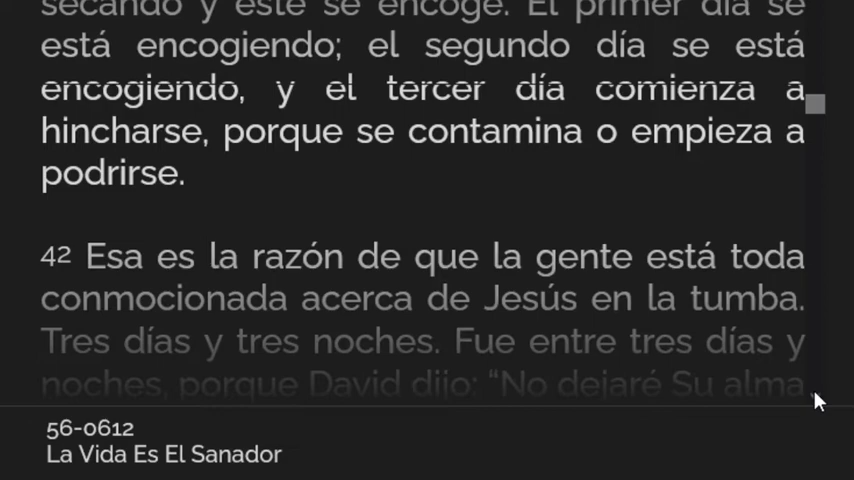 secando y éste se encoge. El primer día se
está encogiendo; el segundo día se está
encogiendo, y el tercer día comienza a
hincharse, porque se contamina o empieza a
podrirse.
42 Esa es la razón de que la gente está toda
conmocionada acerca de Jesús en la tumba.
Tres días y tres noches. Fue entre tres días y
noches, porque David dijo: “No dejaré Su alma
56-0612
La Vida Es El Sanador